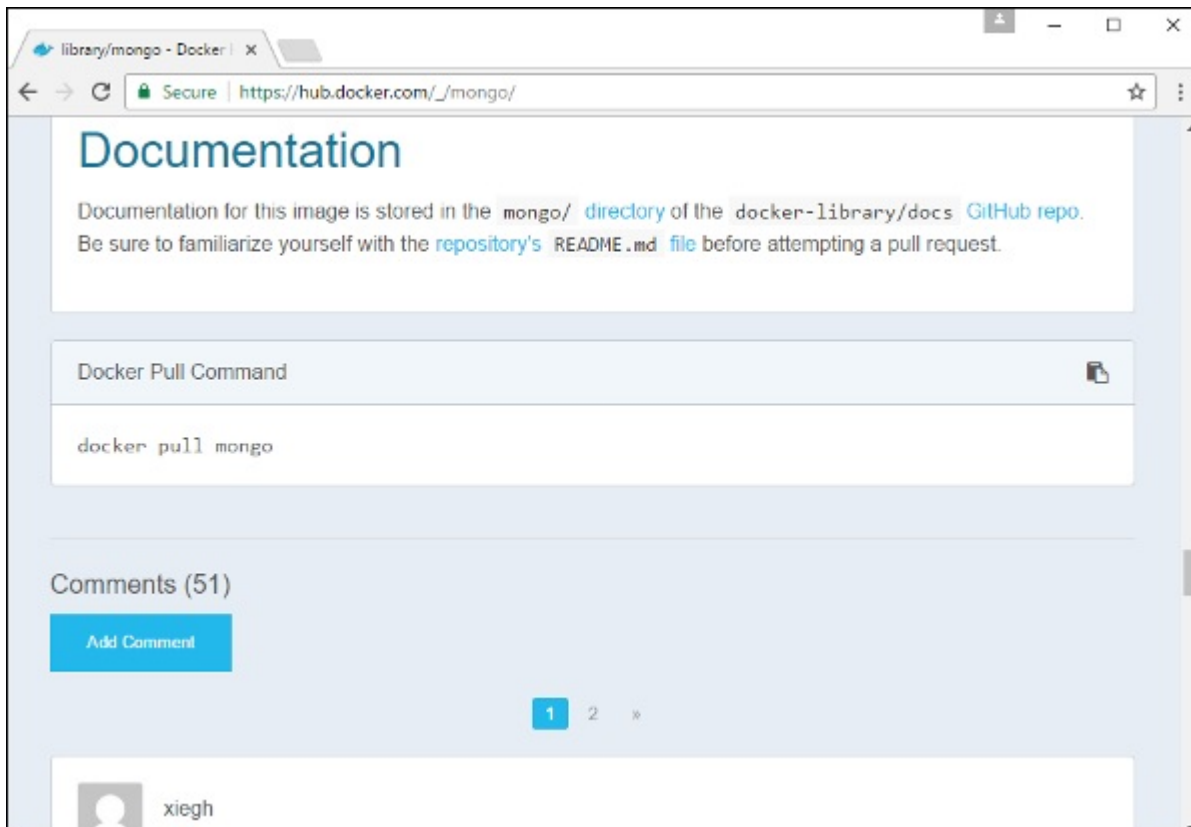 library/mongo - Docker
Secure | https://hub.docker.com/_/mongo/
Documentation
Documentation for this image is stored in the mongo/ directory of the docker-library/docs GitHub repo.
Be sure to familiarize yourself with the repository's README.md file before attempting a pull request.
Docker Pull Command
docker pull mongo
Comments (51)
Add Comment
1 2 »
xiegh